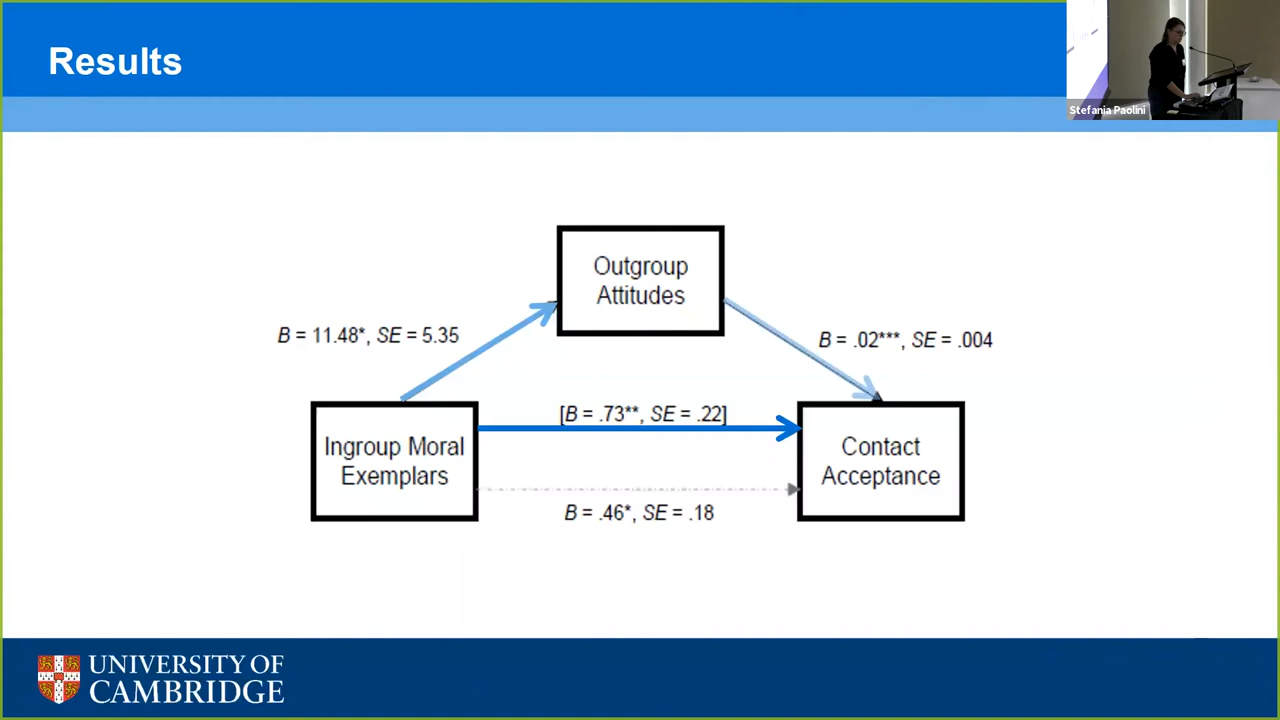 Results
Stefania Paolini
Outgroup
Attitudes
B = 11.48*, SE = 5.35
B = .02***, SE = .004
[B = .73**, SE = .22]
Ingroup Moral
Exemplars
Contact
Acceptance
B = .46*, SE = .18
UNIVERSITY OF
CAMBRIDGE